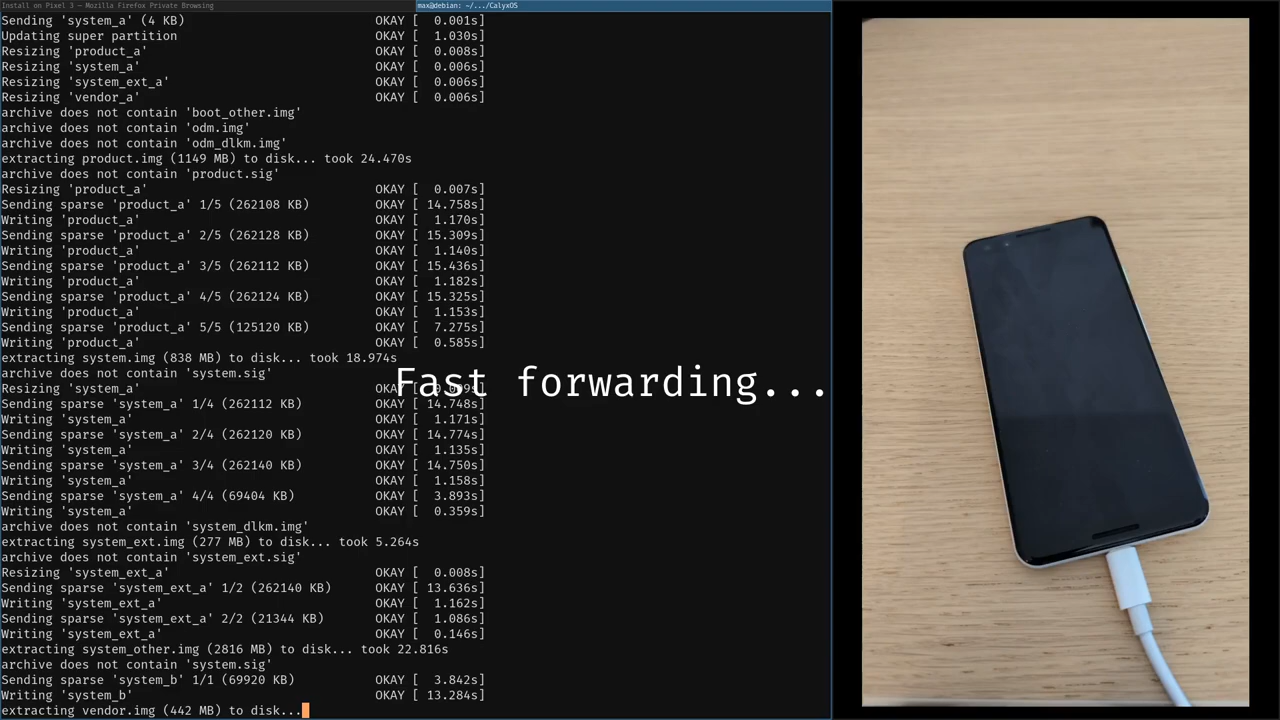 Install on Pixel 3 — Mozilla Firefox Private Browsing
max@debian: ~/.../CalyxOS
Sending 'system_a' (4 KB) OKAY [ 0.001s]
Updating super partition OKAY [ 1.030s]
Resizing 'product_a' OKAY [ 0.008s]
Resizing 'system_a' OKAY [ 0.006s]
Resizing 'system_ext_a' OKAY [ 0.006s]
Resizing 'vendor_a' OKAY [ 0.006s]
archive does not contain 'boot_other.img'
archive does not contain 'odm.img'
archive does not contain 'odm_dlkm.img'
extracting product.img (1149 MB) to disk... took 24.470s
archive does not contain 'product.sig'
Resizing 'product_a' OKAY [ 0.007s]
Sending sparse 'product_a' 1/5 (262108 KB) OKAY [ 14.758s]
Writing 'product_a' OKAY [ 1.170s]
Sending sparse 'product_a' 2/5 (262128 KB) OKAY [ 15.309s]
Writing 'product_a' OKAY [ 1.140s]
Sending sparse 'product_a' 3/5 (262112 KB) OKAY [ 15.436s]
Writing 'product_a' OKAY [ 1.182s]
Sending sparse 'product_a' 4/5 (262124 KB) OKAY [ 15.325s]
Writing 'product_a' OKAY [ 1.153s]
Sending sparse 'product_a' 5/5 (125120 KB) OKAY [ 7.275s]
Writing 'product_a' OKAY [ 0.585s]
extracting system.img (838 MB) to disk... took 18.974s
archive does not contain 'system.sig'
Fast forwarding...
Resizing 'system_a'
Sending sparse 'system_a' 1/4 (262112 KB) OKAY [ 14.748s]
Writing 'system_a' OKAY [ 1.171s]
Sending sparse 'system_a' 2/4 (262120 KB) OKAY [ 14.774s]
Writing 'system_a' OKAY [ 1.135s]
Sending sparse 'system_a' 3/4 (262140 KB) OKAY [ 14.750s]
Writing 'system_a' OKAY [ 1.158s]
Sending sparse 'system_a' 4/4 (69404 KB) OKAY [ 3.893s]
Writing 'system_a' OKAY [ 0.359s]
archive does not contain 'system_dlkm.img'
extracting system_ext.img (277 MB) to disk... took 5.264s
archive does not contain 'system_ext.sig'
Resizing 'system_ext_a' OKAY [ 0.008s]
Sending sparse 'system_ext_a' 1/2 (262140 KB) OKAY [ 13.636s]
Writing 'system_ext_a' OKAY [ 1.162s]
Sending sparse 'system_ext_a' 2/2 (21344 KB) OKAY [ 1.086s]
Writing 'system_ext_a' OKAY [ 0.146s]
extracting system_other.img (2816 MB) to disk... took 22.816s
archive does not contain 'system.sig'
Sending sparse 'system_b' 1/1 (69920 KB) OKAY [ 3.842s]
Writing 'system_b' OKAY [ 13.284s]
extracting vendor.img (442 MB) to disk...